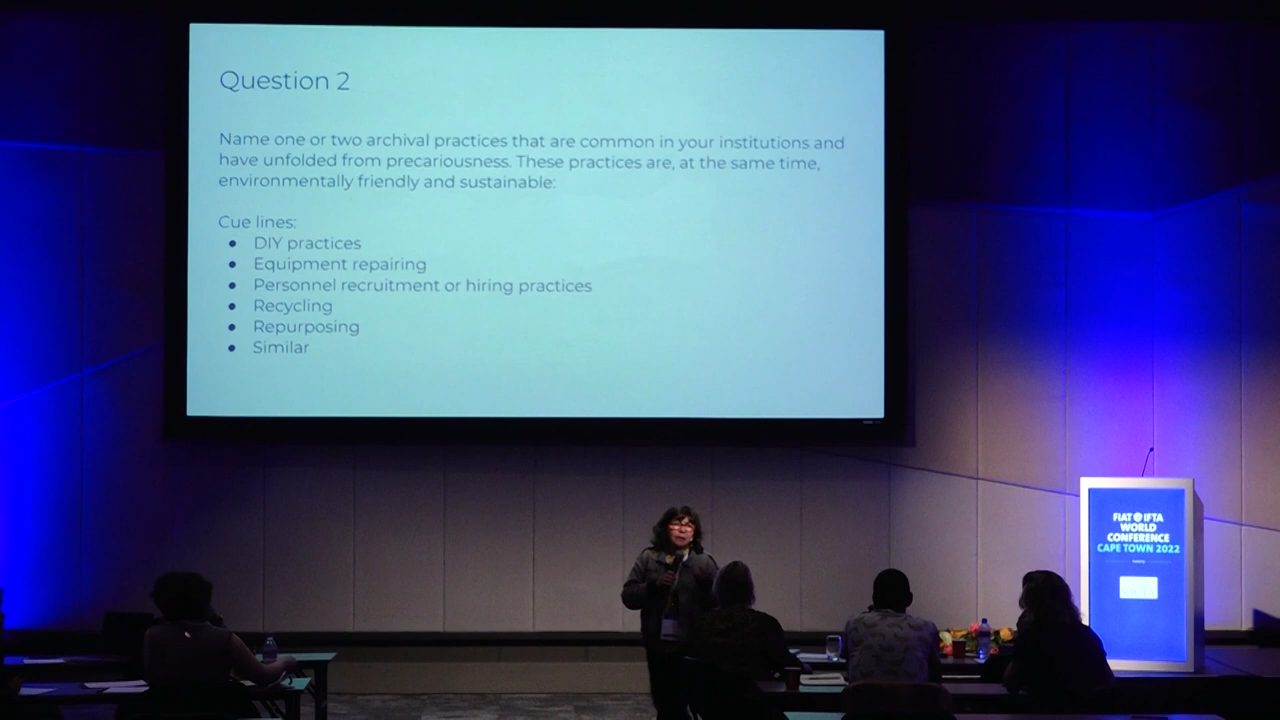 Question 2
Name one or two archival practices that are common in your institutions and
have unfolded from precariousness. These practices are, at the same time,
environmentally friendly and sustainable:
Cue lines:
● DIY practices
● Equipment repairing
● Personnel recruitment or hiring practices
● Recycling
● Repurposing
● Similar
FIAT IFTA
WORLD
CONFERENCE
CAPE TOWN 2022